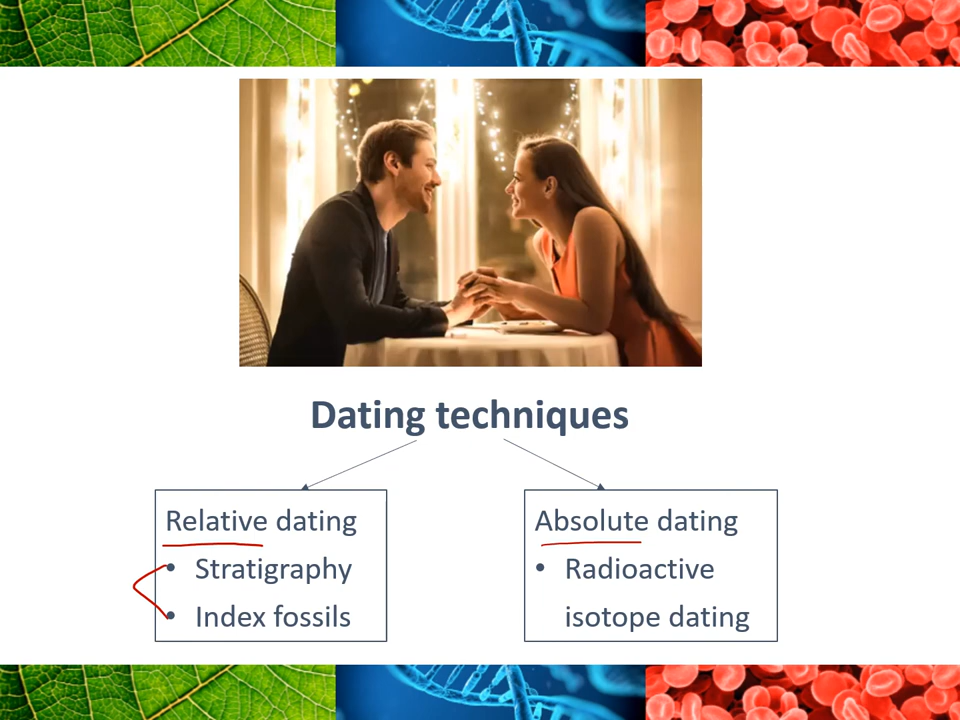 Dating techniques
Relative dating
• Stratigraphy
• Index fossils
Absolute dating
• Radioactive
isotope dating